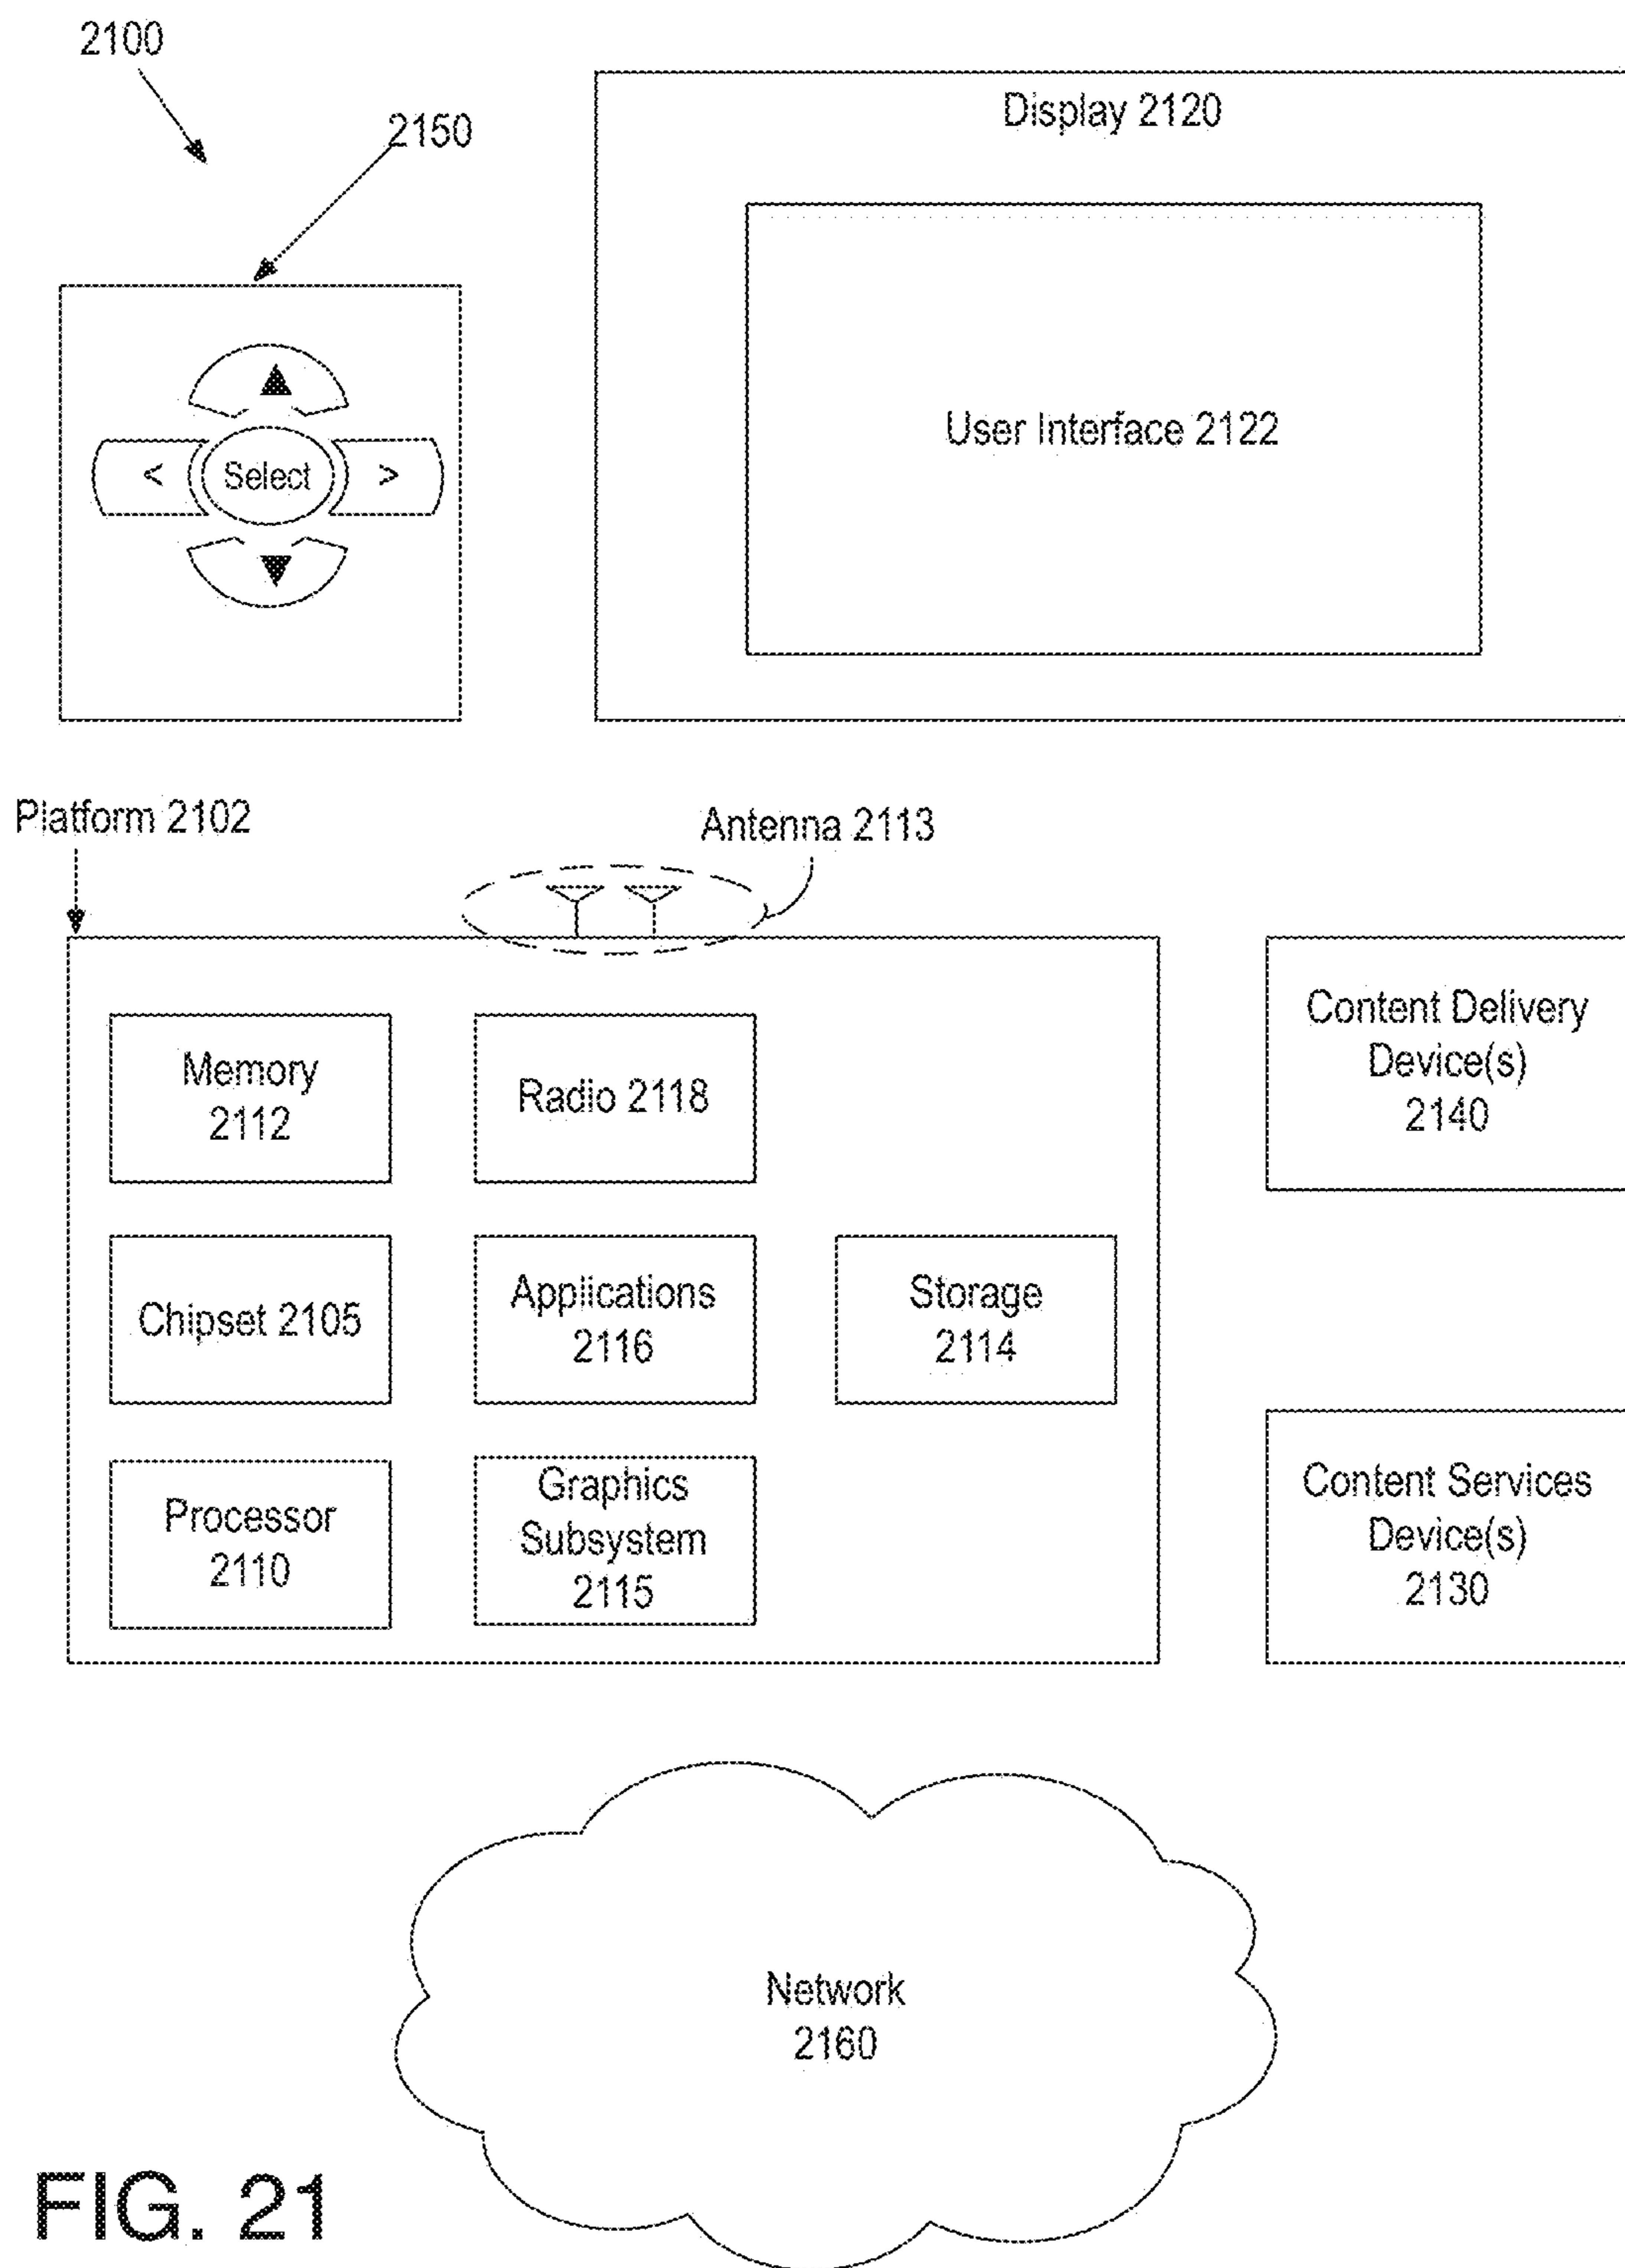 2100
2150
Display 2120
User Interface 2122
<
Select
>
Platform 2102
Antenna 2113
Memory
2112
Radio 2118
Content Delivery
Device(s)
2140
Chipset 2105
Applications
2116
Storage
2114
Processor
2110
Graphics
Subsystem
2115
Content Services
Device(s)
2130
Network
2160
FIG. 21